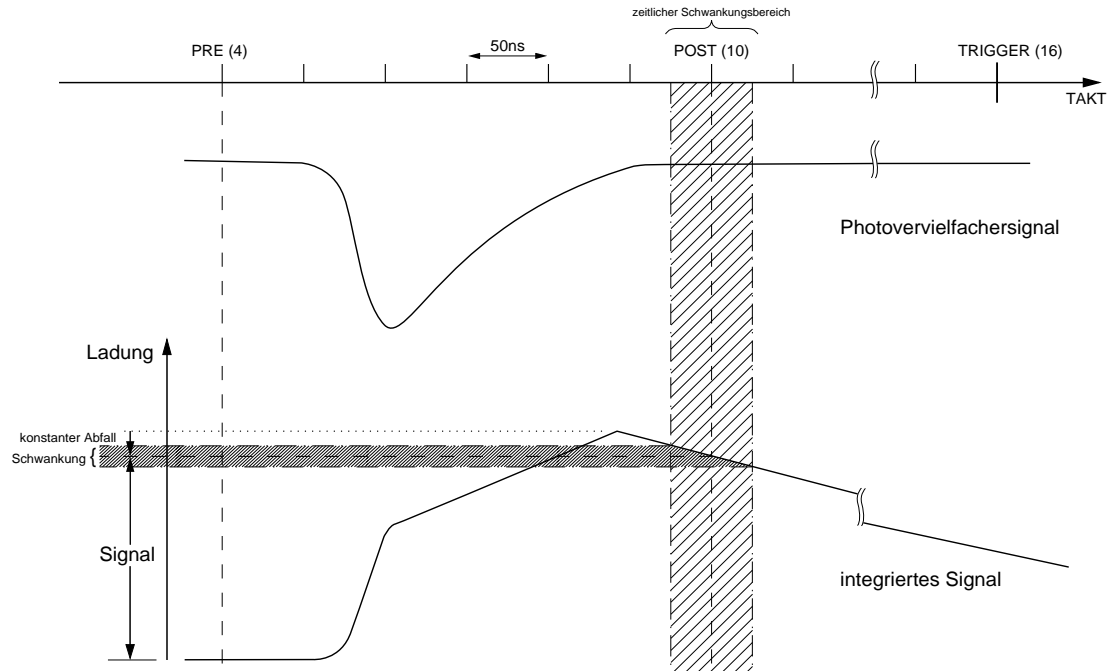 zeitlicher Schwankungsbereich
PRE (4)
50ns
POST (10)
TRIGGER (16)
TAKT
Photovervielfachersignal
Ladung
konstanter Abfall
Schwankung {
Signal
integriertes Signal